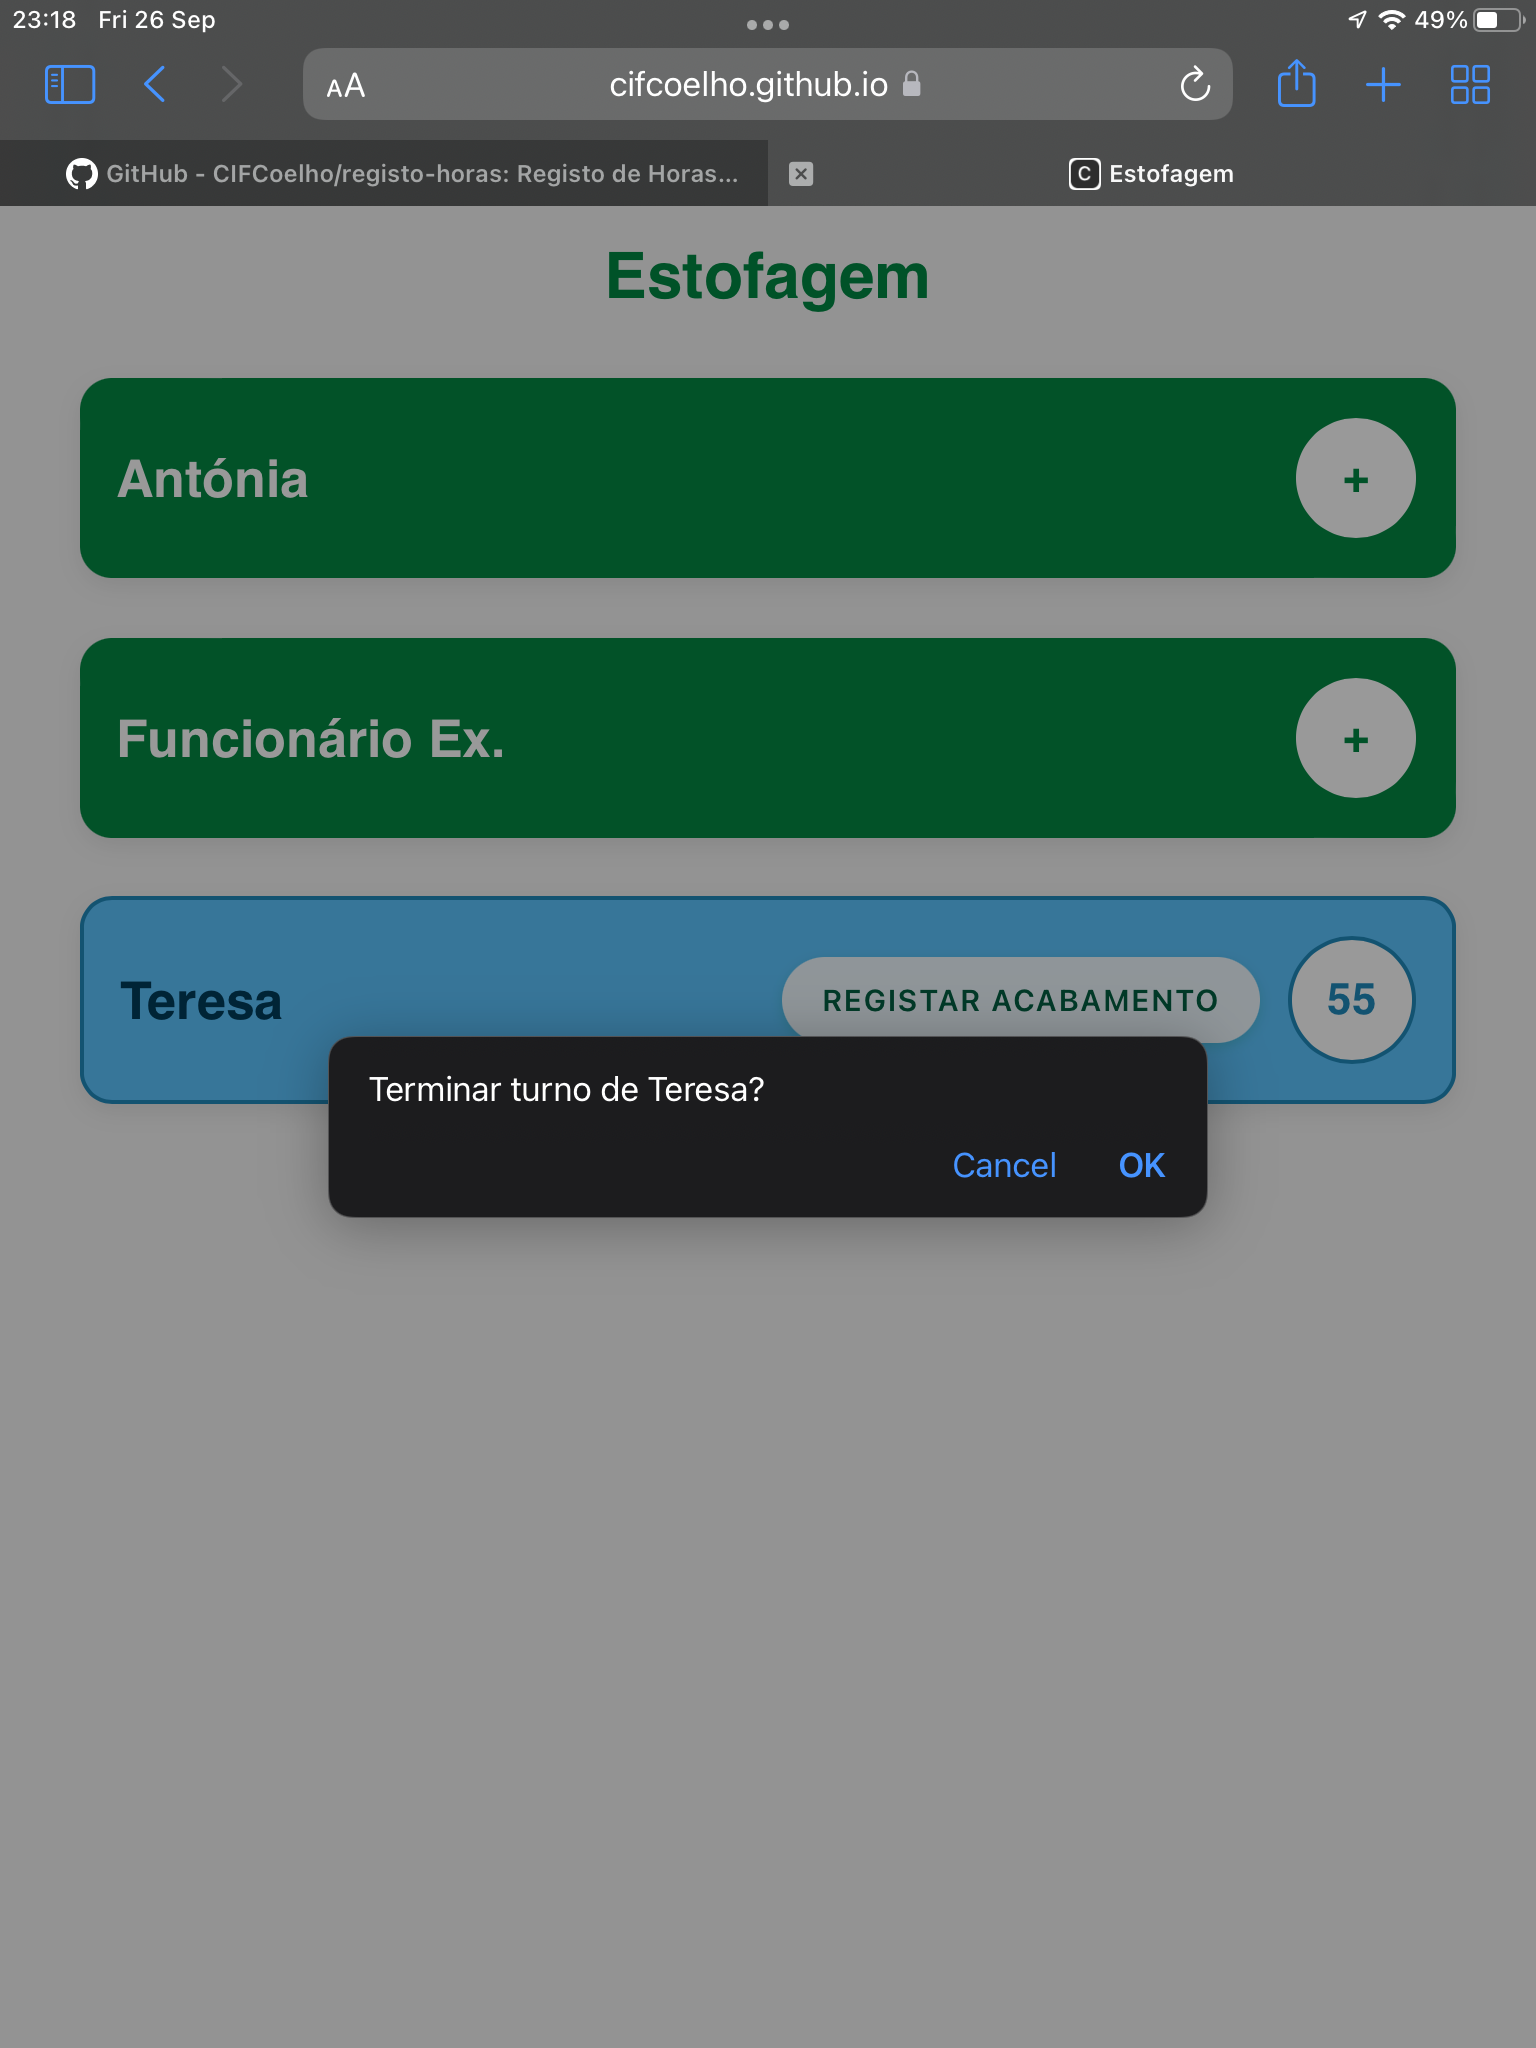 23:18 Fri 26 Sep
49%
AA cifcoelho.github.io
GitHub - CIFCoelho/registo-horas: Registo de Horas... C Estofagem
Estofagem
Antónia +
Funcionário Ex. +
Teresa REGISTAR ACABAMENTO 55
Terminar turno de Teresa?
Cancel OK